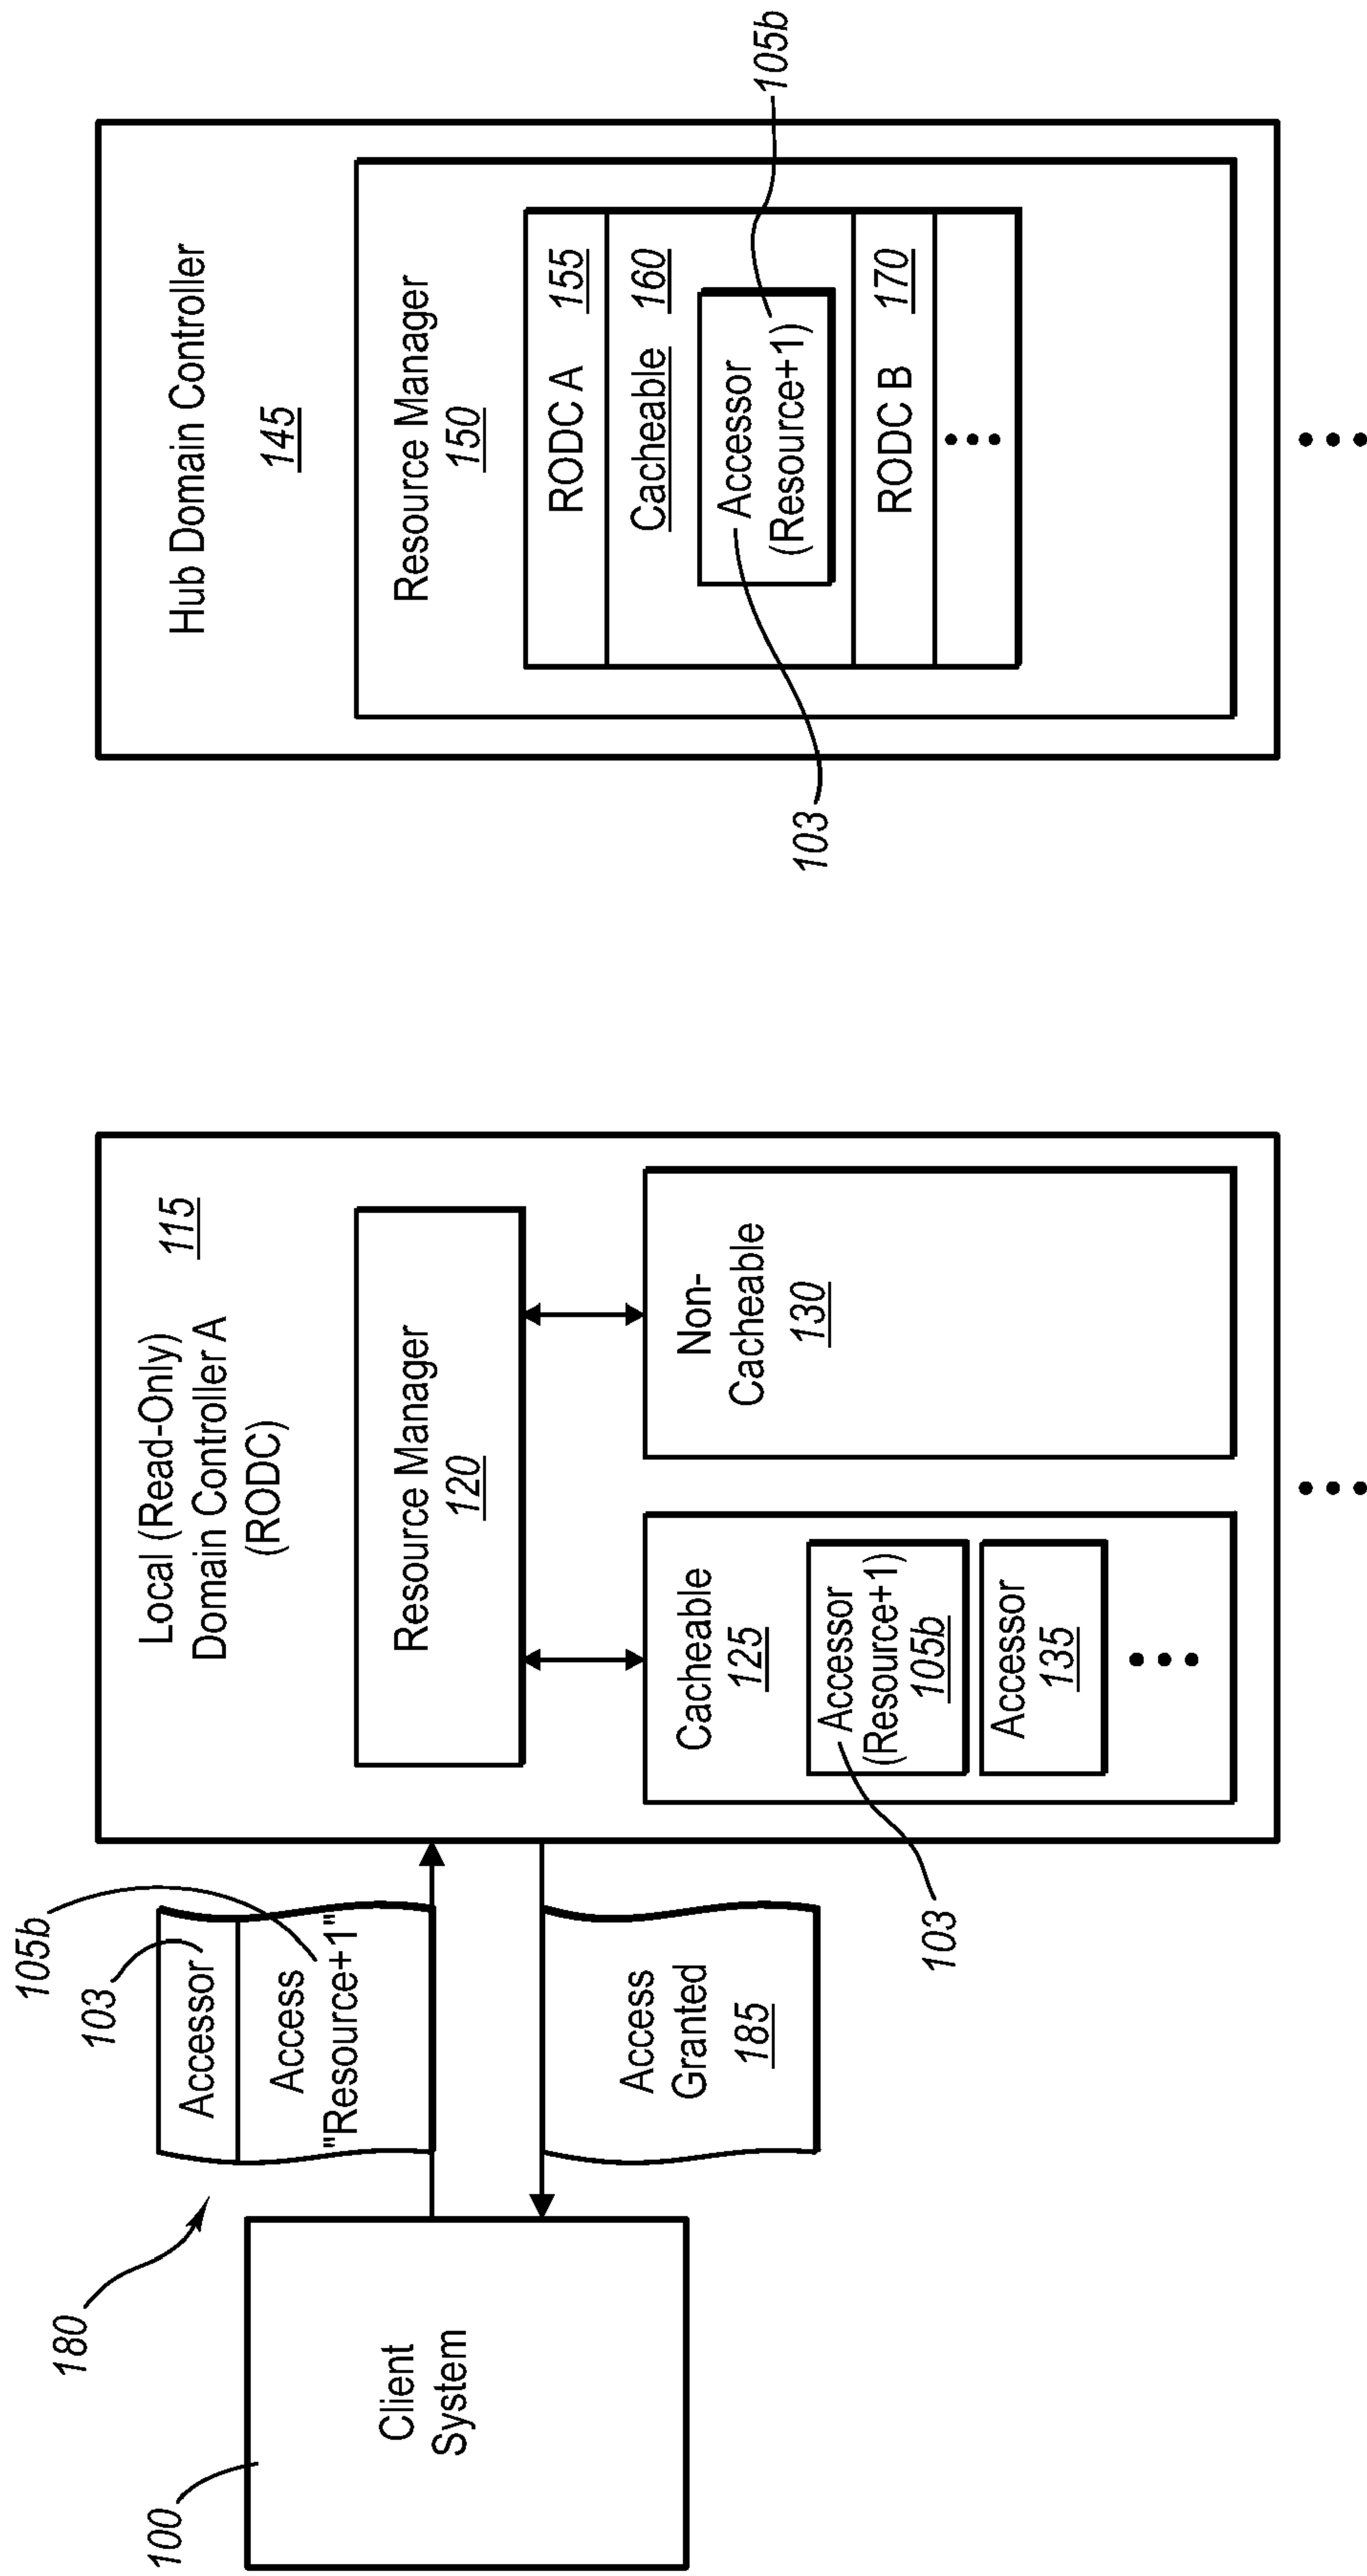 180
105b
103
Accessor
Access
"Resource+1"
100
Client
System
Access
Granted
185
Local (Read-Only)
Domain Controller A
(RODC)
115
Resource Manager
120
Cacheable
125
Accessor
(Resource+1)
105b
Accessor
135
103
Non-
Cacheable
130
Hub Domain Controller
145
Resource Manager
150
RODC A 155
Cacheable 160
Accessor
(Resource+1)
RODC B 170
103
105b